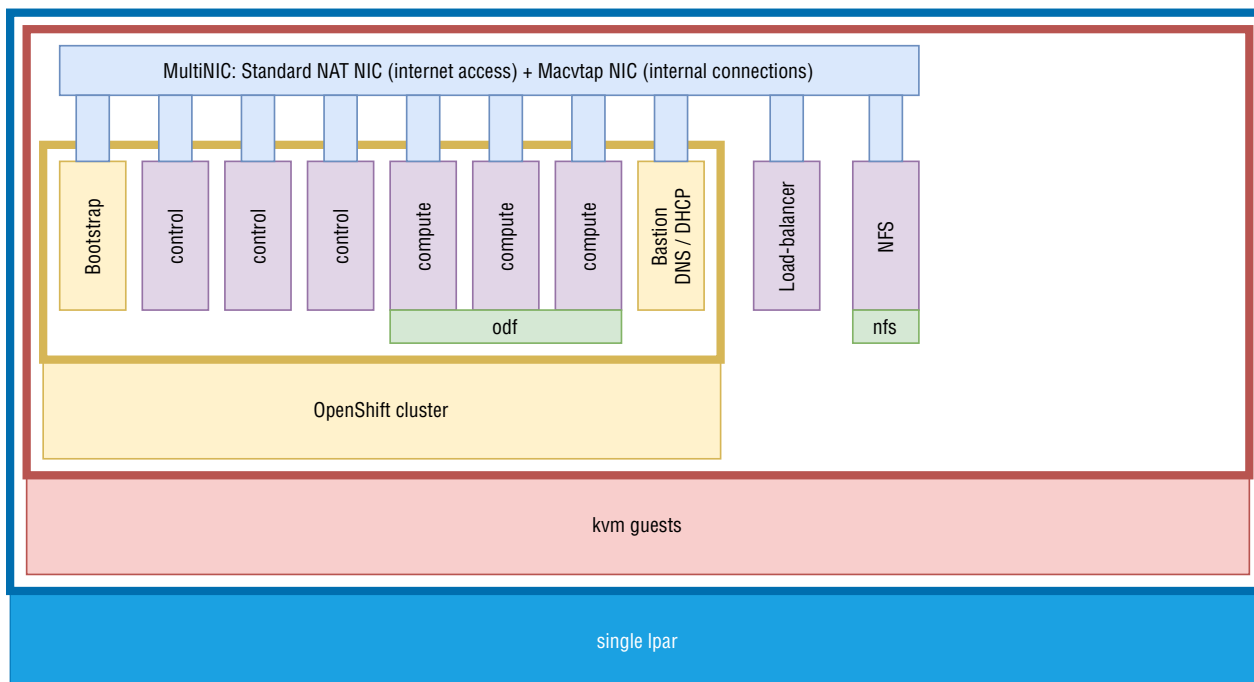 MultiNIC: Standard NAT NIC (internet access) + Macvtap NIC (internal connections)
Bootstrap
control
control
control
compute
compute
compute
Bastion
DNS / DHCP
Load-balancer
NFS
odf
nfs
OpenShift cluster
kvm guests
single lpar